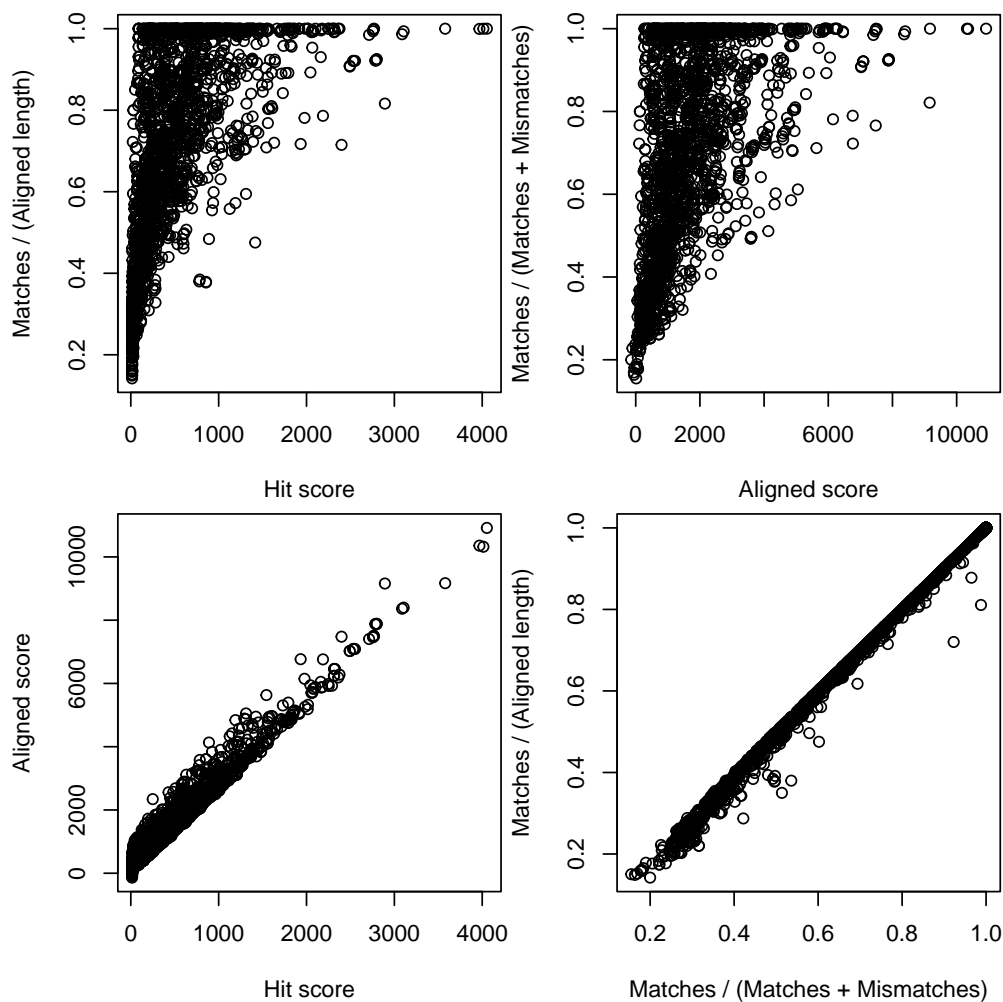 1.0
0.8
0.6
0.4
0.2
Matches / (Aligned length)
0 1000 2000 3000 4000
Hit score
1.0
0.8
0.6
0.4
0.2
Matches / (Matches + Mismatches)
0 2000 6000 10000
Aligned score
10000
6000
2000
0
Aligned score
0 1000 2000 3000 4000
Hit score
1.0
0.8
0.6
0.4
0.2
Matches / (Aligned length)
0.2 0.4 0.6 0.8 1.0
Matches / (Matches + Mismatches)